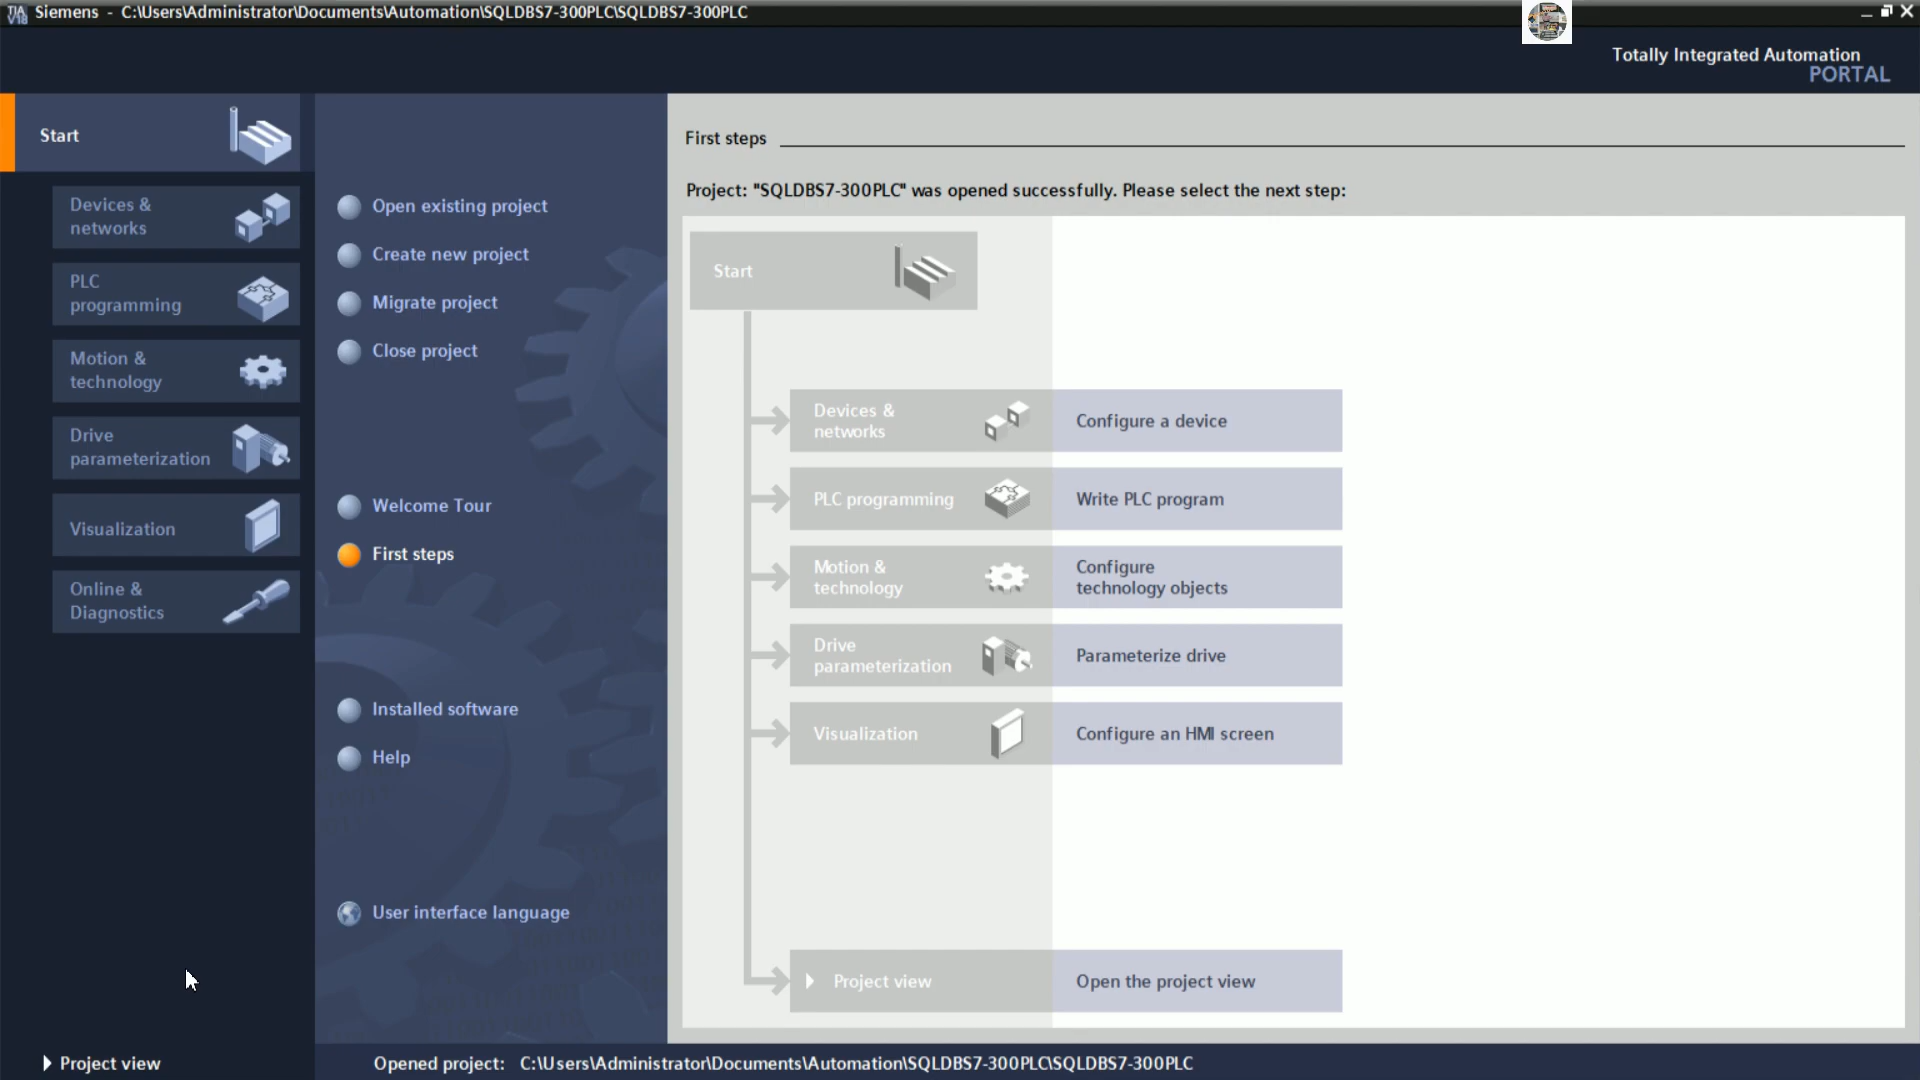 Siemens - C:\Users\Administrator\Documents\Automation\SQLDBS7-300PLC\SQLDBS7-300PLC
Totally Integrated Automation
PORTAL
Start
Devices &
networks
PLC
programming
Motion &
technology
Drive
parameterization
Visualization
Online &
Diagnostics
Project view
Open existing project
Create new project
Migrate project
Close project
Welcome Tour
First steps
Installed software
Help
User interface language
First steps
Project: "SQLDBS7-300PLC" was opened successfully. Please select the next step:
Start
Devices &
networks
Configure a device
PLC programming
Write PLC program
Motion &
technology
Configure
technology objects
Drive
parameterization
Parameterize drive
Visualization
Configure an HMI screen
Project view
Open the project view
Opened project: C:\Users\Administrator\Documents\Automation\SQLDBS7-300PLC\SQLDBS7-300PLC